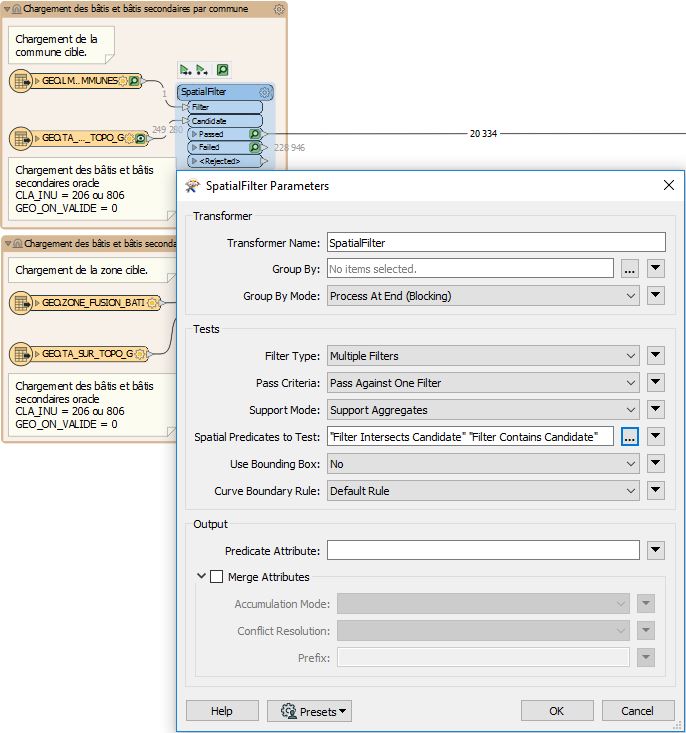 Chargement des bâtis et bâtis secondaires par commune
Chargement de la
commune cible.
GEO.LM...MMUNES
1
SpatialFilter
Filter
Candidate
GEO.TA_..._TOPO_G
249 280
Passed
20 334
Failed
228 946
<Rejected>
Chargement des bâtis et bâtis
secondaires oracle
CLA_INU = 206 ou 806
GEO_ON_VALIDE = 0
Chargement des bâtis et bâtis seconda
Chargement de la zone cible.
GEO.ZONE_FUSION_BATI
GEO.TA_SUR_TOPO_G
Chargement des bâtis et bâtis
secondaires oracle
CLA_INU = 206 ou 806
GEO_ON_VALIDE = 0
SpatialFilter Parameters
Transformer
Transformer Name: SpatialFilter
Group By: No items selected. ...
Group By Mode: Process At End (Blocking)
Tests
Filter Type: Multiple Filters
Pass Criteria: Pass Against One Filter
Support Mode: Support Aggregates
Spatial Predicates to Test: "Filter Intersects Candidate" "Filter Contains Candidate" ...
Use Bounding Box: No
Curve Boundary Rule: Default Rule
Output
Predicate Attribute:
Merge Attributes
Accumulation Mode:
Conflict Resolution:
Prefix:
Help Presets OK Cancel